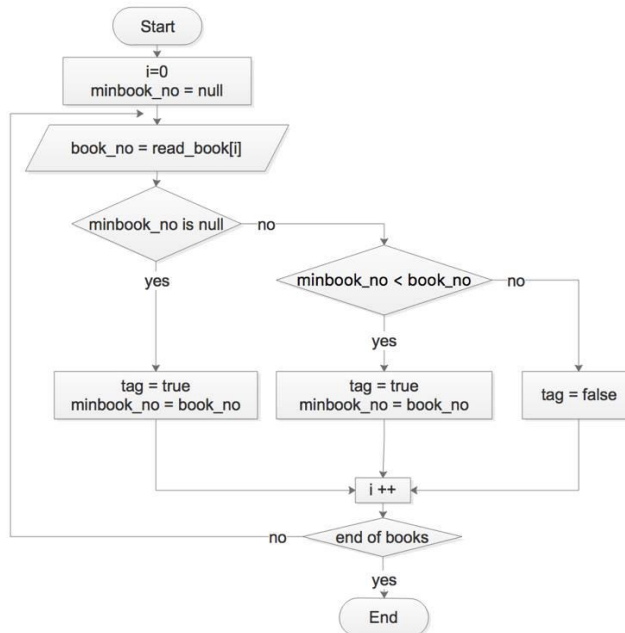 Start
i=0
minbook_no = null
book_no = read_book[i]
minbook_no is null
no
yes
minbook_no < book_no
no
yes
tag = true
minbook_no = book_no
tag = true
minbook_no = book_no
tag = false
i ++
end of books
no
yes
End